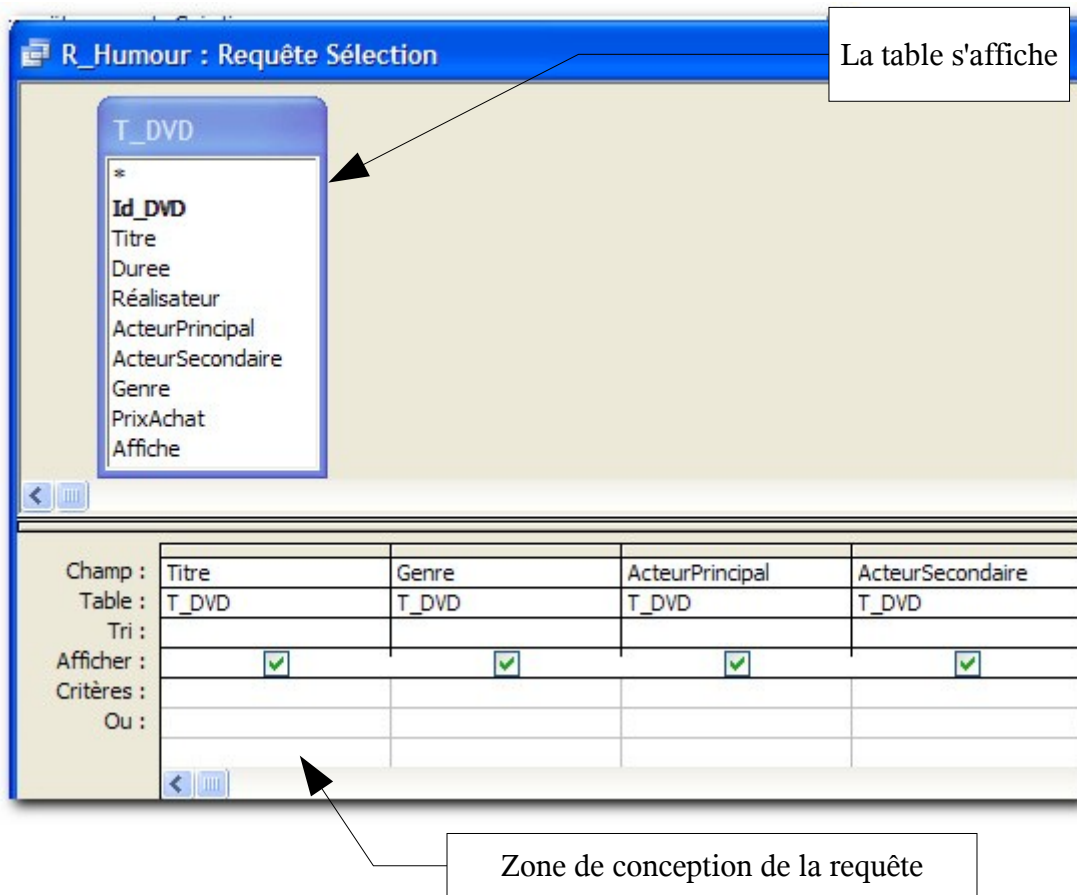 R_Humour : Requête Sélection
La table s'affiche
T_DVD
*
Id_DVD
Titre
Duree
Réalisateur
ActeurPrincipal
ActeurSecondaire
Genre
PrixAchat
Affiche
Champ : Titre Genre ActeurPrincipal ActeurSecondaire
Table : T_DVD T_DVD T_DVD T_DVD
Tri :
Afficher :
Critères :
Ou :
Zone de conception de la requête